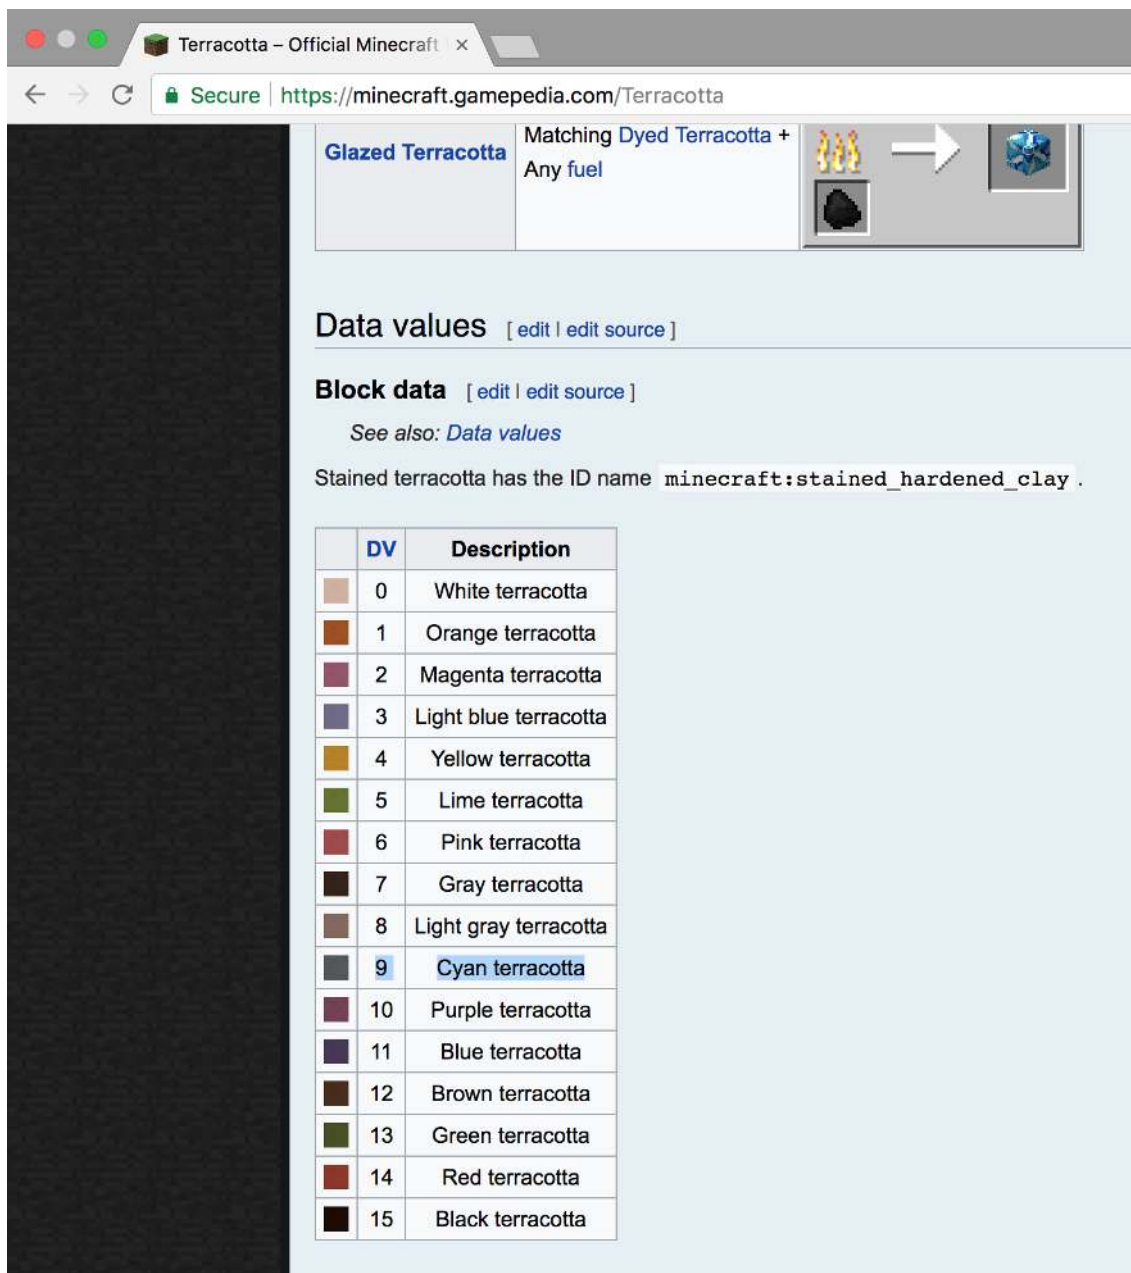 Terracotta – Official Minecraft
Secure https://minecraft.gamepedia.com/Terracotta
Glazed Terracotta
Matching Dyed Terracotta +
Any fuel
Data values [ edit | edit source ]
Block data [ edit | edit source ]
See also: Data values
Stained terracotta has the ID name minecraft:stained_hardened_clay .
DV Description
0 White terracotta
1 Orange terracotta
2 Magenta terracotta
3 Light blue terracotta
4 Yellow terracotta
5 Lime terracotta
6 Pink terracotta
7 Gray terracotta
8 Light gray terracotta
9 Cyan terracotta
10 Purple terracotta
11 Blue terracotta
12 Brown terracotta
13 Green terracotta
14 Red terracotta
15 Black terracotta